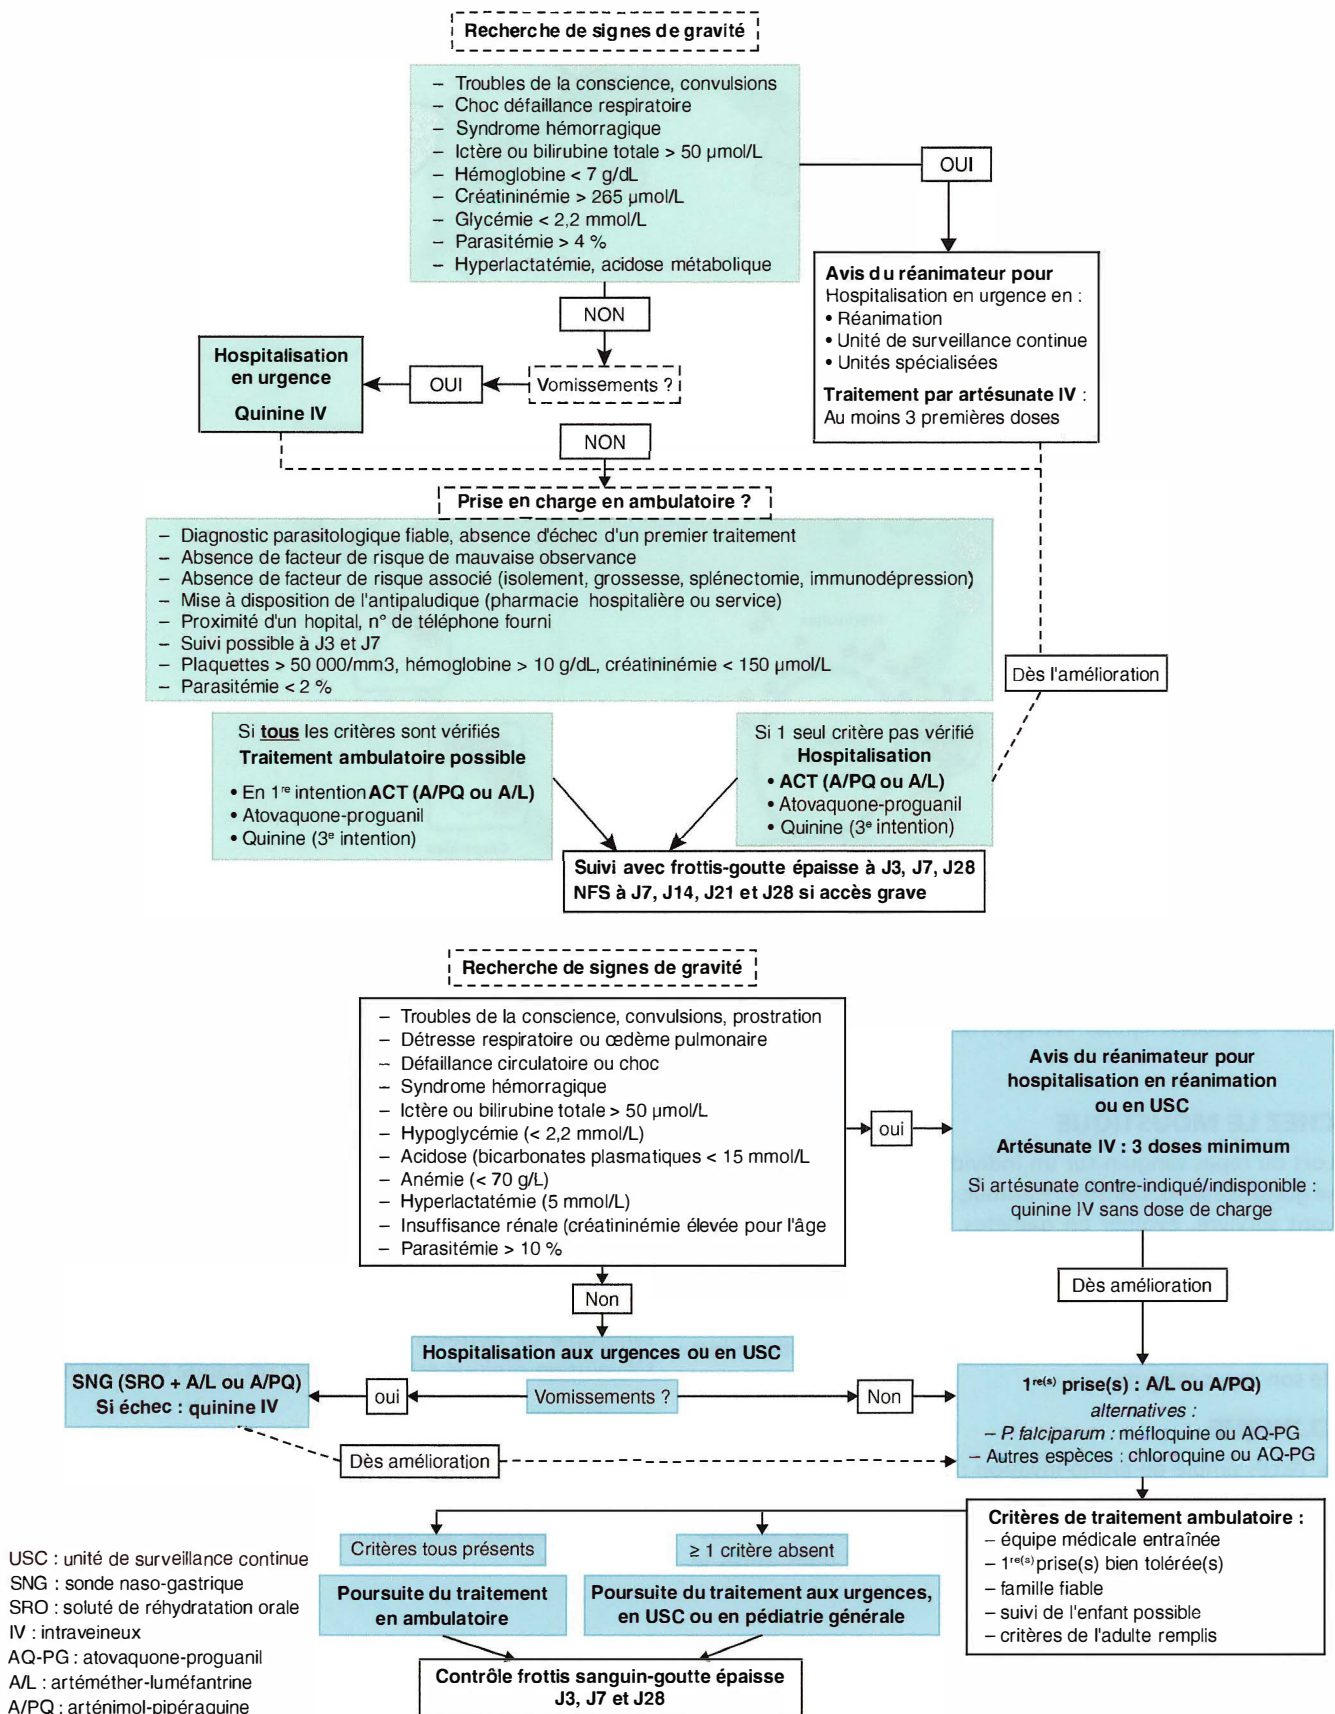 Recherche de signes de gravité
– Troubles de la conscience, convulsions
– Choc défaillance respiratoire
– Syndrome hémorragique
– Ictère ou bilirubine totale > 50 µmol/L
– Hémoglobine < 7 g/dL
– Créatininémie > 265 µmol/L
– Glycémie < 2,2 mmol/L
– Parasitémie > 4 %
– Hyperlactatémie, acidose métabolique
OUI
Avis du réanimateur pour
Hospitalisation en urgence en :
• Réanimation
• Unité de surveillance continue
• Unités spécialisées
Traitement par artésunate IV :
Au moins 3 premières doses
NON
Vomissements ?
OUI
Hospitalisation
en urgence
Quinine IV
NON
Prise en charge en ambulatoire ?
– Diagnostic parasitologique fiable, absence d'échec d'un premier traitement
– Absence de facteur de risque de mauvaise observance
– Absence de facteur de risque associé (isolement, grossesse, splénectomie, immunodépression)
– Mise à disposition de l'antipaludique (pharmacie hospitalière ou service)
– Proximité d'un hopital, n° de téléphone fourni
– Suivi possible à J3 et J7
– Plaquettes > 50 000/mm3, hémoglobine > 10 g/dL, créatininémie < 150 µmol/L
– Parasitémie < 2 %
Dès l'amélioration
Si tous les critères sont vérifiés
Traitement ambulatoire possible
• En 1re intention ACT (A/PQ ou A/L)
• Atovaquone-proguanil
• Quinine (3e intention)
Si 1 seul critère pas vérifié
Hospitalisation
• ACT (A/PQ ou A/L)
• Atovaquone-proguanil
• Quinine (3e intention)
Suivi avec frottis-goutte épaisse à J3, J7, J28
NFS à J7, J14, J21 et J28 si accès grave
Recherche de signes de gravité
– Troubles de la conscience, convulsions, prostration
– Détresse respiratoire ou œdème pulmonaire
– Défaillance circulatoire ou choc
– Syndrome hémorragique
– Ictère ou bilirubine totale > 50 µmol/L
– Hypoglycémie (< 2,2 mmol/L)
– Acidose (bicarbonates plasmatiques < 15 mmol/L
– Anémie (< 70 g/L)
– Hyperlactatémie (5 mmol/L)
– Insuffisance rénale (créatininémie élevée pour l'âge
– Parasitémie > 10 %
oui
Avis du réanimateur pour
hospitalisation en réanimation
ou en USC
Artésunate IV : 3 doses minimum
Si artésunate contre-indiqué/indisponible :
quinine IV sans dose de charge
Dès amélioration
Non
Hospitalisation aux urgences ou en USC
Vomissements ?
oui
SNG (SRO + A/L ou A/PQ)
Si échec : quinine IV
Non
1re(s) prise(s) : A/L ou A/PQ)
alternatives :
– P. falciparum : méfloquine ou AQ-PG
– Autres espèces : chloroquine ou AQ-PG
Dès amélioration
Critères de traitement ambulatoire :
– équipe médicale entraînée
– 1re(s) prise(s) bien tolérée(s)
– famille fiable
– suivi de l'enfant possible
– critères de l'adulte remplis
Critères tous présents
≥ 1 critère absent
Poursuite du traitement
en ambulatoire
Poursuite du traitement aux urgences,
en USC ou en pédiatrie générale
Contrôle frottis sanguin-goutte épaisse
J3, J7 et J28
USC : unité de surveillance continue
SNG : sonde naso-gastrique
SRO : soluté de réhydratation orale
IV : intraveineux
AQ-PG : atovaquone-proguanil
A/L : artéméther-luméfantrine
A/PQ : arténimol-pipéraquine